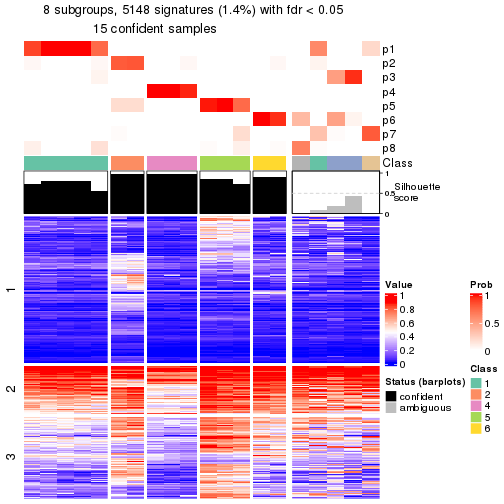 8 subgroups, 5148 signatures (1.4%) with fdr < 0.05
15 confident samples
p1
p2
p3
p4
p5
p6
p7
p8
Class
1
0.5
0
Silhouette
score
1
2
3
Value
1
0.8
0.6
0.4
0.2
0
Status (barplots)
confident
ambiguous
Prob
1
0.5
0
Class
1
2
4
5
6